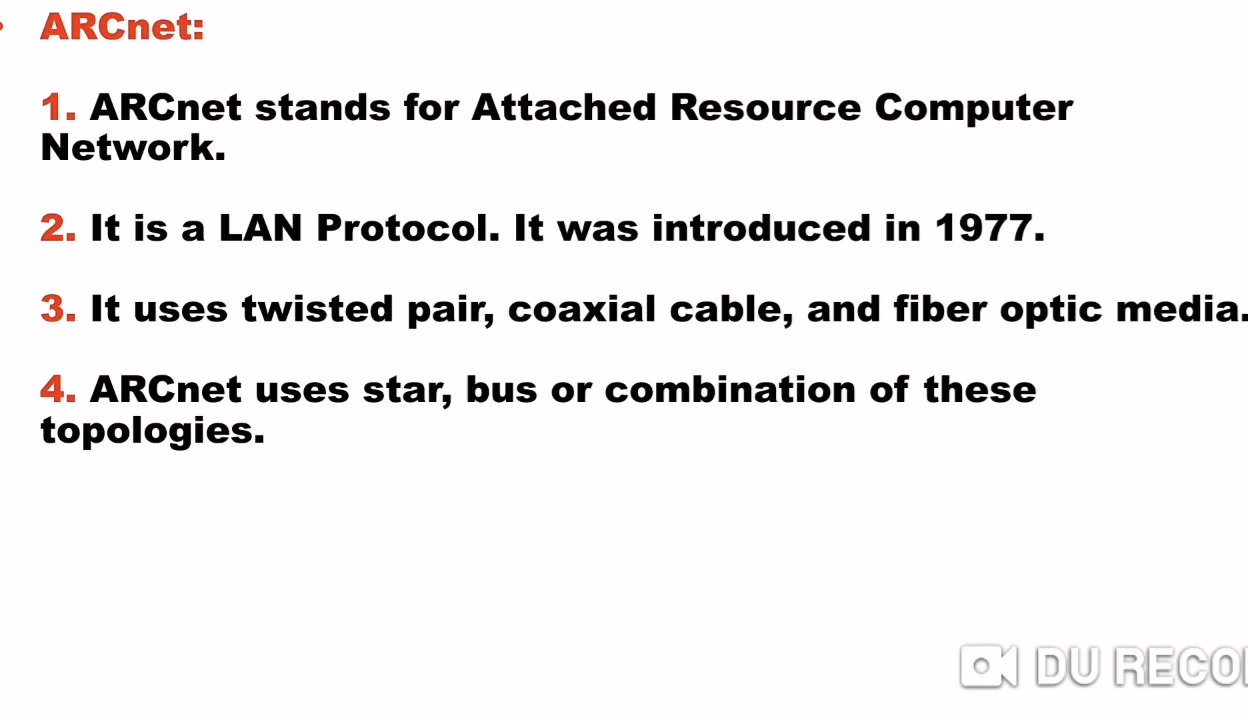 ARCnet:
1. ARCnet stands for Attached Resource Computer
Network.
2. It is a LAN Protocol. It was introduced in 1977.
3. It uses twisted pair, coaxial cable, and fiber optic media.
4. ARCnet uses star, bus or combination of these
topologies.
DU RECO